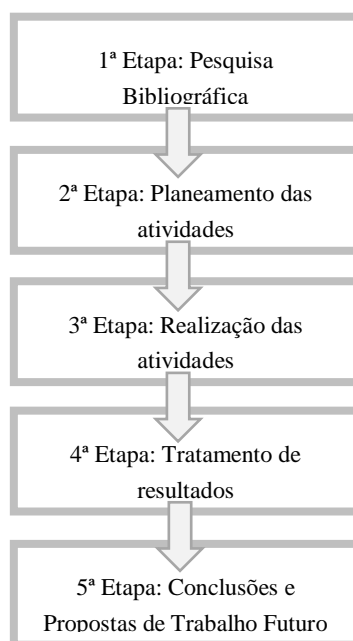 1ª Etapa: Pesquisa
Bibliográfica
2ª Etapa: Planeamento das
atividades
3ª Etapa: Realização das
atividades
4ª Etapa: Tratamento de
resultados
5ª Etapa: Conclusões e
Propostas de Trabalho Futuro